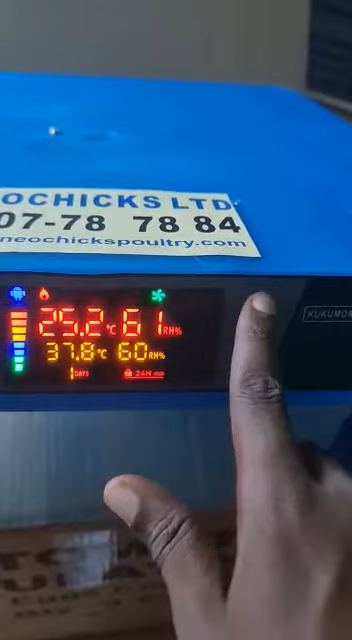 OCHICKS LTD
07-78 78 84
neochickspoultry.com
25.2 °C 61 RH%
37.8 °C 60 RH%
1 DAYS 24H